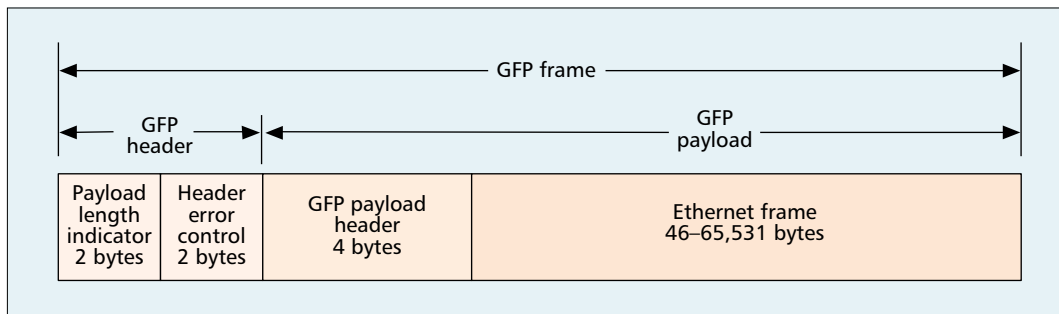 GFP frame
GFP
header
GFP
payload
Payload
length
indicator
2 bytes
Header
error
control
2 bytes
GFP payload
header
4 bytes
Ethernet frame
46–65,531 bytes